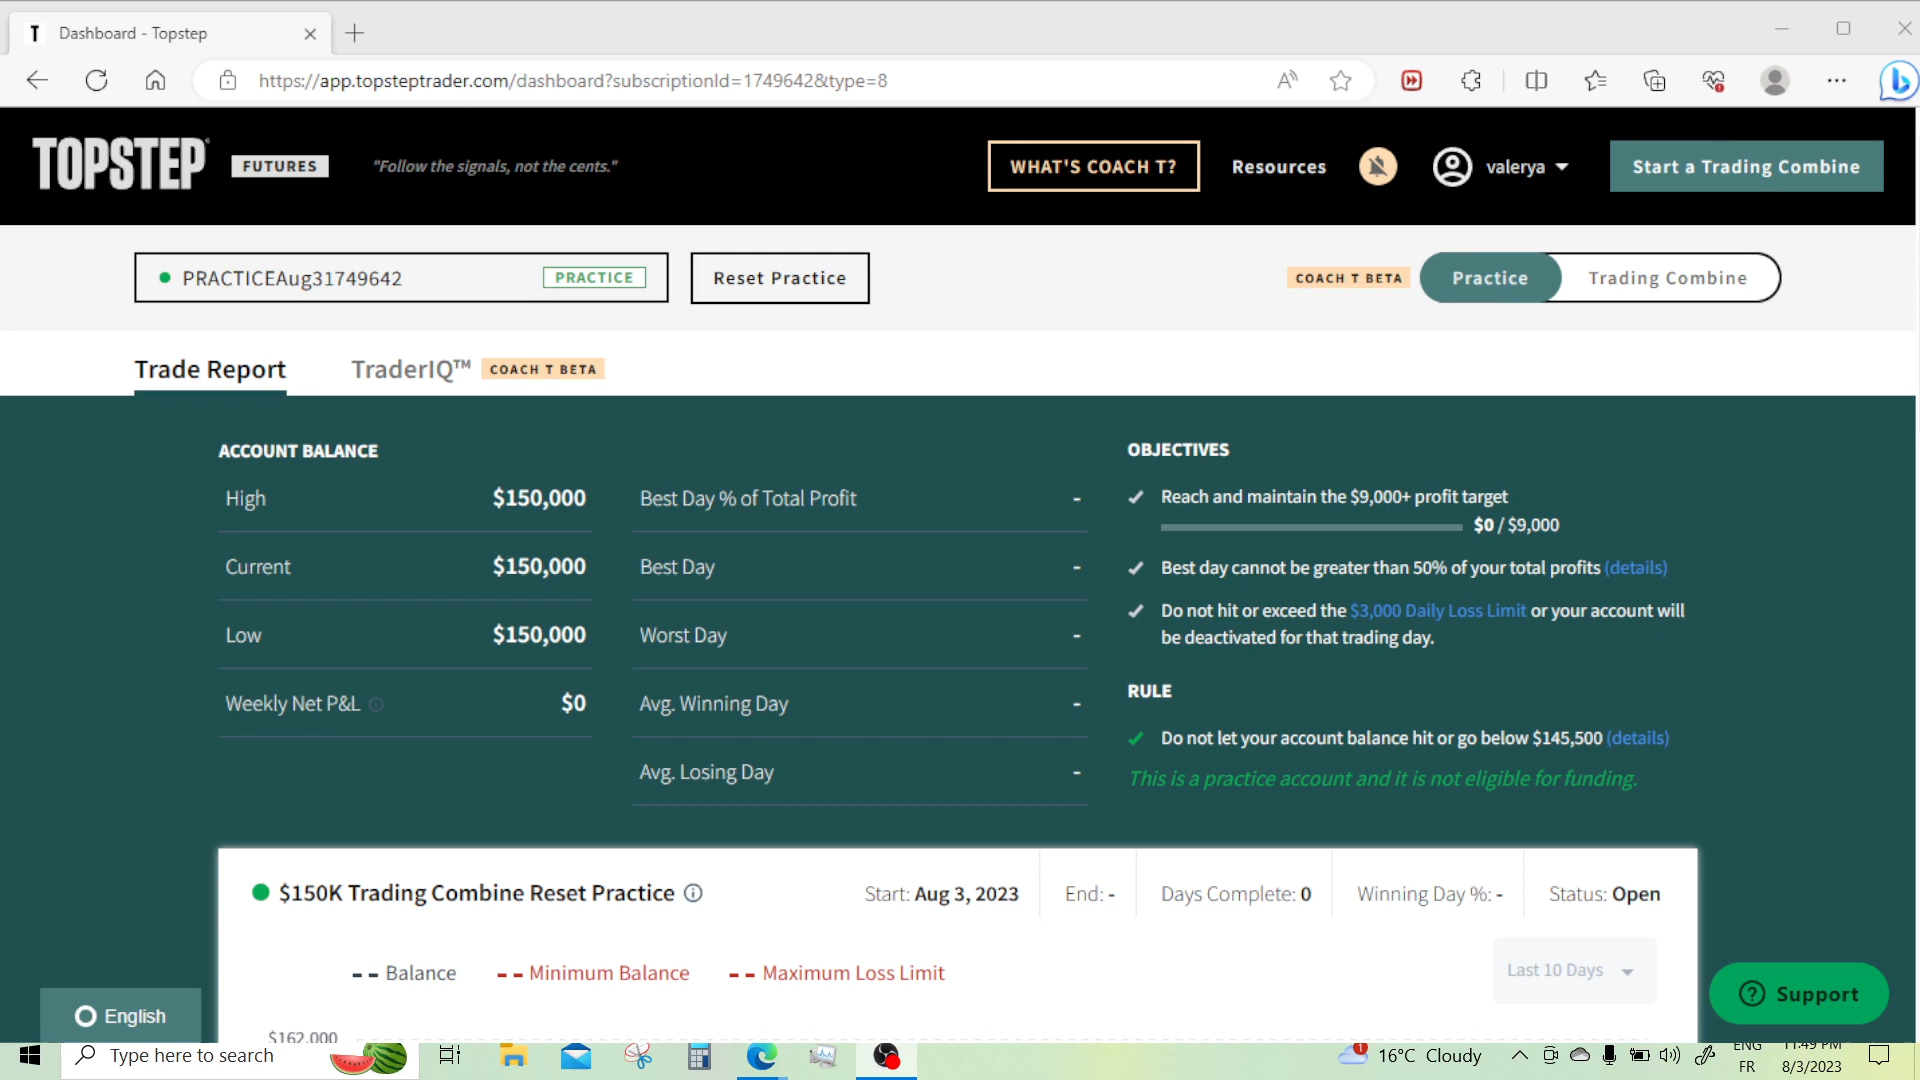 T Dashboard - Topstep
https://app.topsteptrader.com/dashboard?subscriptionId=1749642&type=8
TOPSTEP FUTURES "Follow the signals, not the cents." WHAT'S COACH T? Resources valerya Start a Trading Combine
PRACTICEAug31749642 PRACTICE Reset Practice COACH T BETA Practice Trading Combine
Trade Report TraderIQ™ COACH T BETA
ACCOUNT BALANCE
High $150,000
Current $150,000
Low $150,000
Weekly Net P&L $0
Best Day % of Total Profit -
Best Day -
Worst Day -
Avg. Winning Day -
Avg. Losing Day -
OBJECTIVES
Reach and maintain the $9,000+ profit target
$0 / $9,000
Best day cannot be greater than 50% of your total profits (details)
Do not hit or exceed the $3,000 Daily Loss Limit or your account will
be deactivated for that trading day.
RULE
Do not let your account balance hit or go below $145,500 (details)
This is a practice account and it is not eligible for funding.
$150K Trading Combine Reset Practice Start: Aug 3, 2023 End: - Days Complete: 0 Winning Day %: - Status: Open
Balance Minimum Balance Maximum Loss Limit Last 10 Days
English
Support
$162,000
Type here to search 1 16°C Cloudy ENG 11:49 PM
FR 8/3/2023